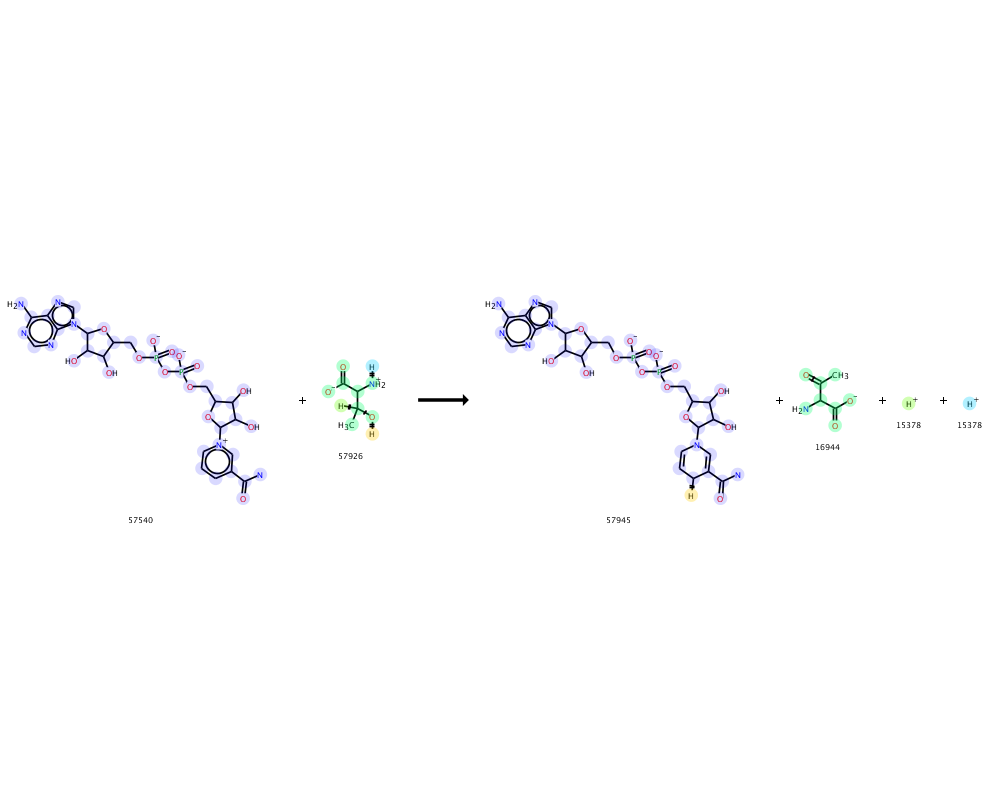 H2N N N N N O HO OH O O- P O O O- P O O OH O OH N+ N O
57540
+
O O- H NH2 + H O H3C H
57926
H2N N N N N O HO OH O O- P O O O- P O O OH O OH N N O H
57945
+
O CH3 H2N O- O
16944
+
H+
15378
+
H+
15378